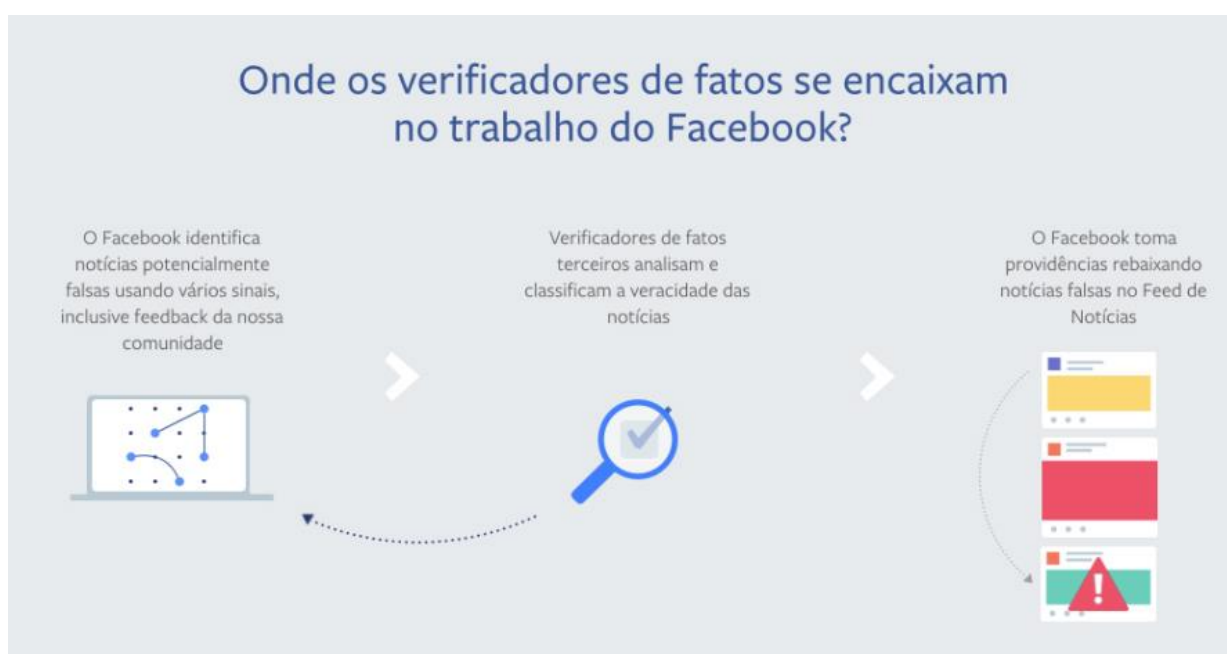 Onde os verificadores de fatos se encaixam
no trabalho do Facebook?
O Facebook identifica
notícias potencialmente
falsas usando vários sinais,
inclusive feedback da nossa
comunidade
Verificadores de fatos
terceiros analisam e
classificam a veracidade das
notícias
O Facebook toma
providências rebaixando
notícias falsas no Feed de
Notícias